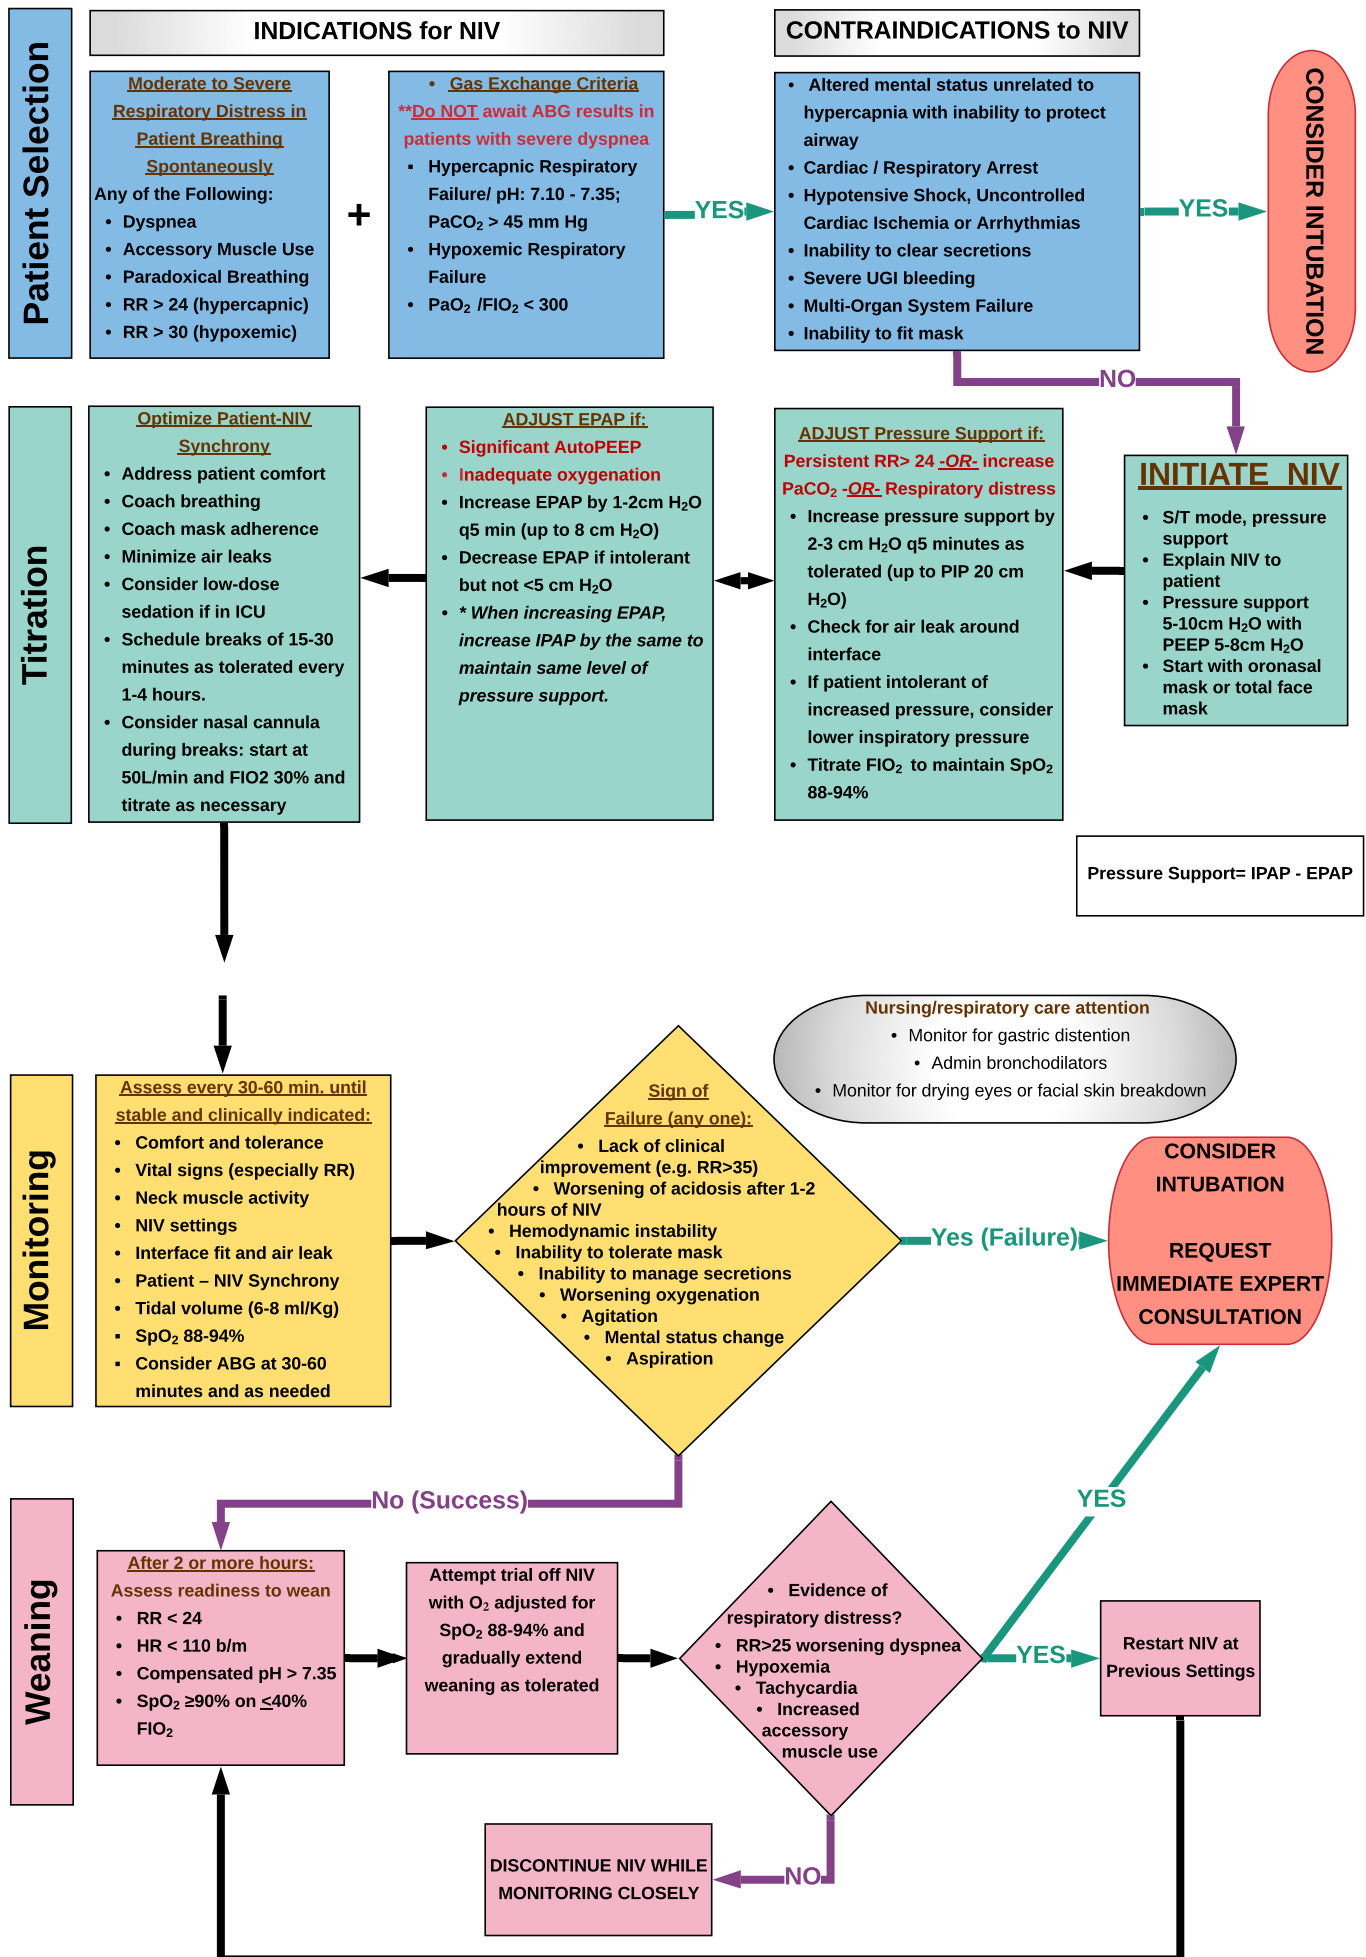 Patient Selection
INDICATIONS for NIV
CONTRAINDICATIONS to NIV
Moderate to Severe
Respiratory Distress in
Patient Breathing
Spontaneously
Any of the Following:
• Dyspnea
• Accessory Muscle Use
• Paradoxical Breathing
• RR > 24 (hypercapnic)
• RR > 30 (hypoxemic)
+
• Gas Exchange Criteria
**Do NOT await ABG results in
patients with severe dyspnea
▪ Hypercapnic Respiratory
Failure/ pH: 7.10 - 7.35;
PaCO₂ > 45 mm Hg
• Hypoxemic Respiratory
Failure
• PaO₂ /FIO₂ < 300
YES
• Altered mental status unrelated to
hypercapnia with inability to protect
airway
• Cardiac / Respiratory Arrest
• Hypotensive Shock, Uncontrolled
Cardiac Ischemia or Arrhythmias
• Inability to clear secretions
• Severe UGI bleeding
• Multi-Organ System Failure
• Inability to fit mask
YES
CONSIDER INTUBATION
NO
Titration
Optimize Patient-NIV
Synchrony
• Address patient comfort
• Coach breathing
• Coach mask adherence
• Minimize air leaks
• Consider low-dose
sedation if in ICU
• Schedule breaks of 15-30
minutes as tolerated every
1-4 hours.
• Consider nasal cannula
during breaks: start at
50L/min and FIO2 30% and
titrate as necessary
ADJUST EPAP if:
• Significant AutoPEEP
• Inadequate oxygenation
• Increase EPAP by 1-2cm H₂O
q5 min (up to 8 cm H₂O)
• Decrease EPAP if intolerant
but not <5 cm H₂O
• * When increasing EPAP,
increase IPAP by the same to
maintain same level of
pressure support.
ADJUST Pressure Support if:
Persistent RR> 24 -OR- increase
PaCO₂ -OR- Respiratory distress
• Increase pressure support by
2-3 cm H₂O q5 minutes as
tolerated (up to PIP 20 cm
H₂O)
• Check for air leak around
interface
• If patient intolerant of
increased pressure, consider
lower inspiratory pressure
• Titrate FIO₂ to maintain SpO₂
88-94%
INITIATE NIV
• S/T mode, pressure
support
• Explain NIV to
patient
• Pressure support
5-10cm H₂O with
PEEP 5-8cm H₂O
• Start with oronasal
mask or total face
mask
Pressure Support= IPAP - EPAP
Monitoring
Assess every 30-60 min. until
stable and clinically indicated:
• Comfort and tolerance
• Vital signs (especially RR)
• Neck muscle activity
• NIV settings
• Interface fit and air leak
• Patient – NIV Synchrony
• Tidal volume (6-8 ml/Kg)
▪ SpO₂ 88-94%
▪ Consider ABG at 30-60
minutes and as needed
Sign of
Failure (any one):
• Lack of clinical
improvement (e.g. RR>35)
• Worsening of acidosis after 1-2
hours of NIV
• Hemodynamic instability
• Inability to tolerate mask
• Inability to manage secretions
• Worsening oxygenation
• Agitation
• Mental status change
• Aspiration
Nursing/respiratory care attention
• Monitor for gastric distention
• Admin bronchodilators
• Monitor for drying eyes or facial skin breakdown
Yes (Failure)
CONSIDER
INTUBATION
REQUEST
IMMEDIATE EXPERT
CONSULTATION
No (Success)
Weaning
After 2 or more hours:
Assess readiness to wean
• RR < 24
• HR < 110 b/m
• Compensated pH > 7.35
• SpO₂ ≥90% on <40%
FIO₂
Attempt trial off NIV
with O₂ adjusted for
SpO₂ 88-94% and
gradually extend
weaning as tolerated
• Evidence of
respiratory distress?
• RR>25 worsening dyspnea
• Hypoxemia
• Tachycardia
• Increased
accessory
muscle use
YES
YES
Restart NIV at
Previous Settings
NO
DISCONTINUE NIV WHILE
MONITORING CLOSELY